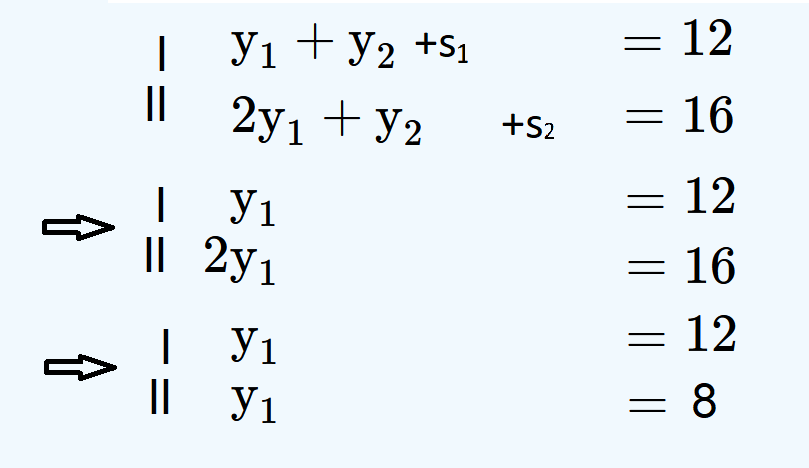 I y₁ + y₂ +s₁ = 12
II 2y₁ + y₂ +s₂ = 16
⇨ I y₁ = 12
II 2y₁ = 16
⇨ I y₁ = 12
II y₁ = 8